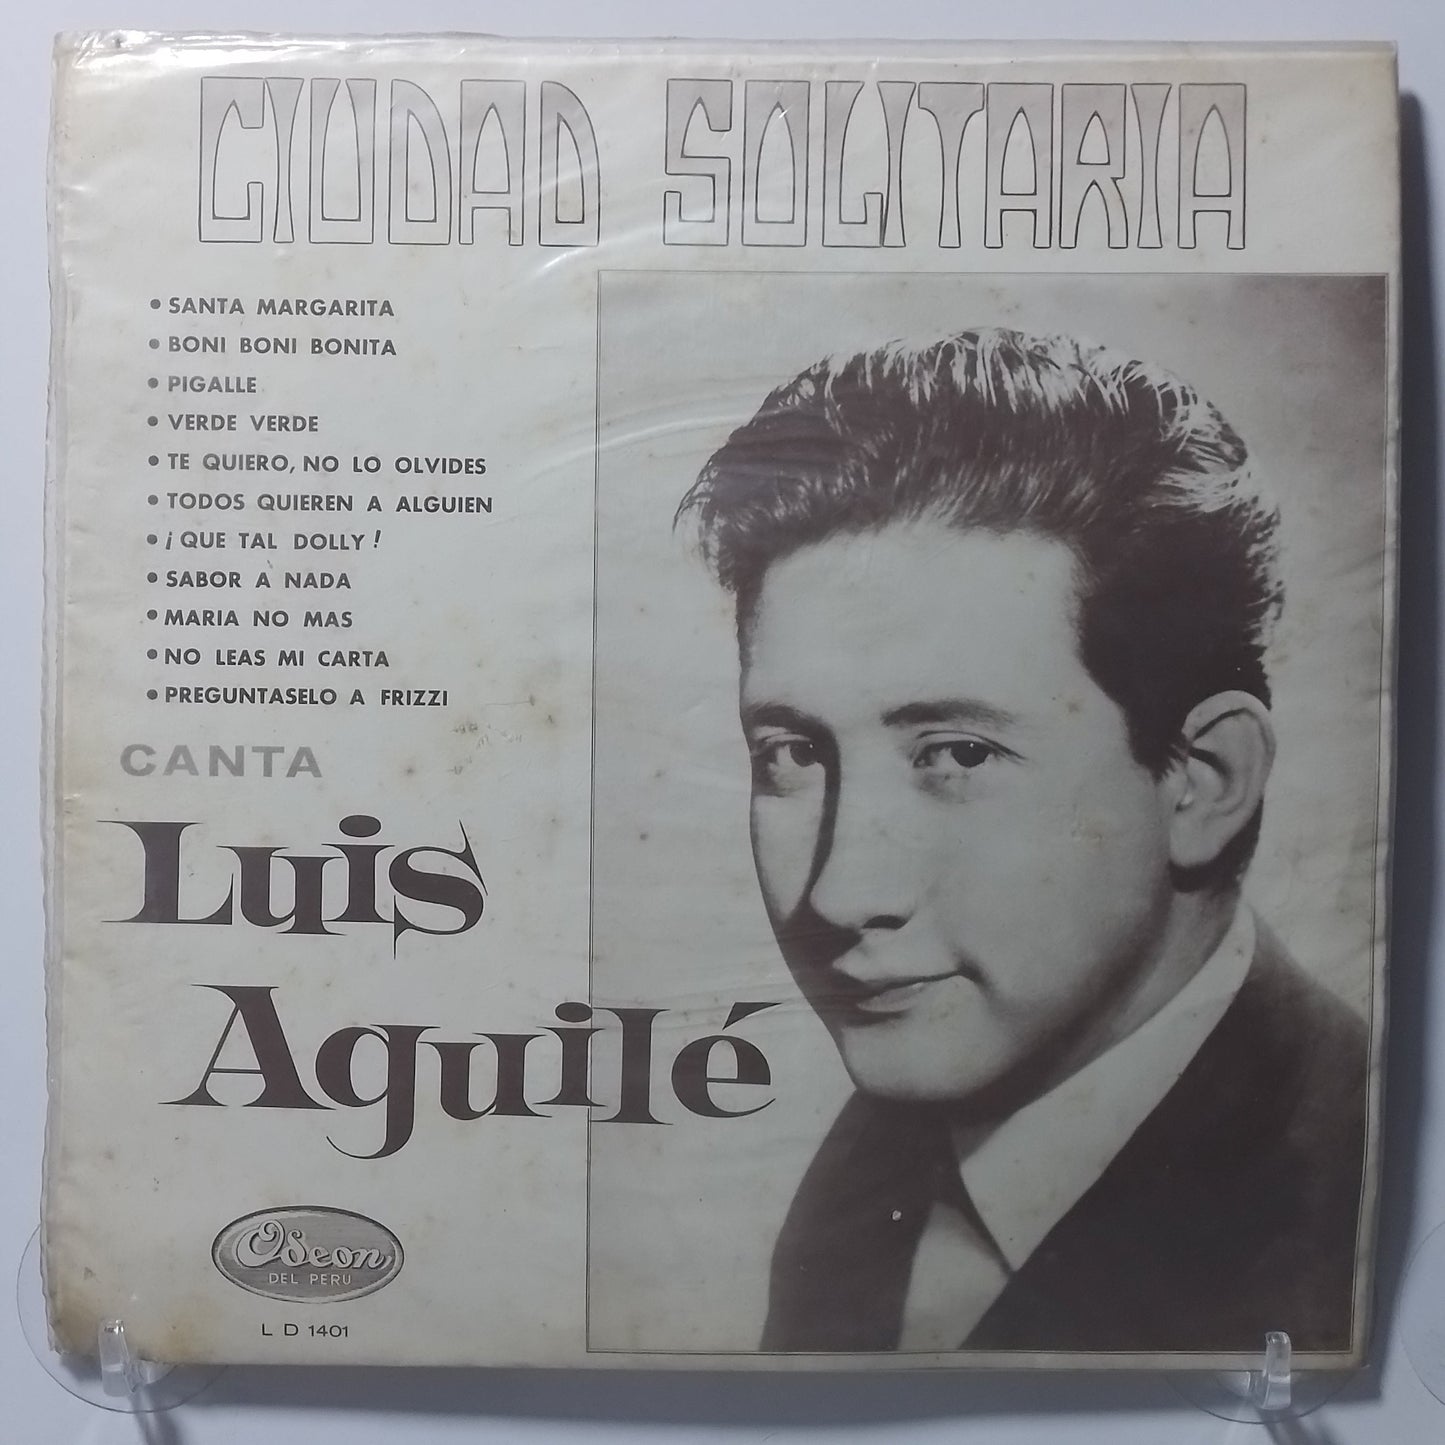 CIUDAD SOLITARIA
• SANTA MARGARITA
• BONI BONI BONITA
• PIGALLE
• VERDE VERDE
• TE QUIERO, NO LO OLVIDES
• TODOS QUIEREN A ALGUIEN
• ¡QUE TAL DOLLY!
• SABOR A NADA
• MARIA NO MAS
• NO LEAS MI CARTA
• PREGUNTASELO A FRIZZI
CANTA
Luis
Aguilé
Odeon
DEL PERU
L D 1401